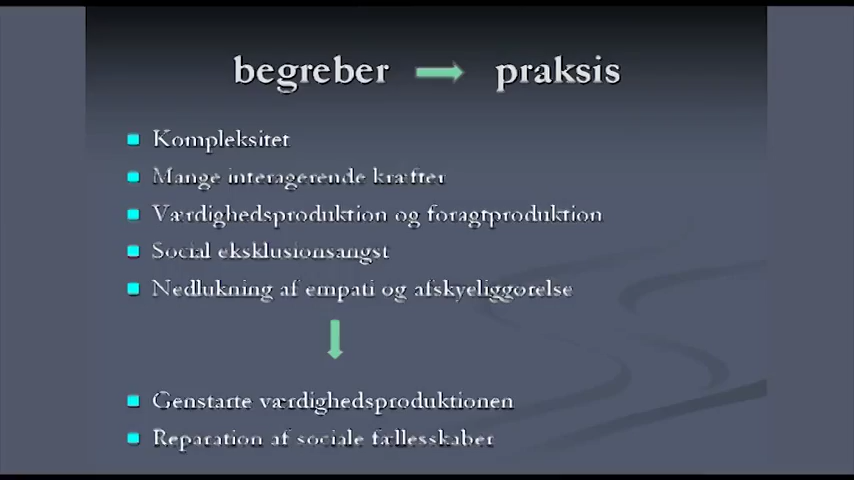 begreber praksis
Kompleksitet
Mange interagerende kræfter
Værdighedsproduktion og foragtproduktion
Social eksklusionsangst
Nedlukning af empati og afskyeliggørelse
Genstarte værdighedsproduktionen
Reparation af sociale fællesskaber